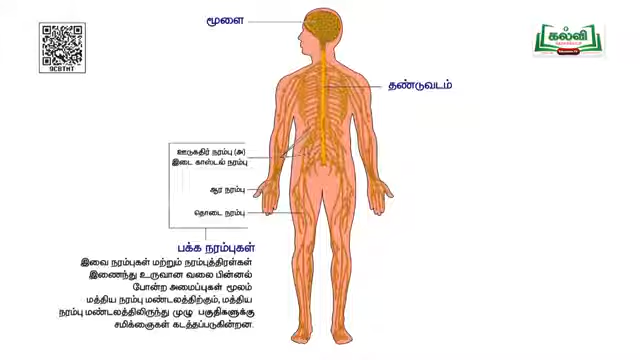 மூளை
9CBTHT
கல்வி
தண்டுவடம்
ஊடுகதிர் நரம்பு (அ)
இடை காஸ்டல் நரம்பு
ஆர நரம்பு
தொடை நரம்பு
பக்க நரம்புகள்
இவை நரம்புகள் மற்றும் நரம்புத்திரள்கள்
இணைந்து உருவான வலை பின்னல்
போன்ற அமைப்புகள் மூலம்
மத்திய நரம்பு மண்டலத்திற்கும், மத்திய
நரம்பு மண்டலத்திலிருந்து முழு பகுதிகளுக்கு
சமிக்ஞைகள் கடத்தப்படுகின்றன.